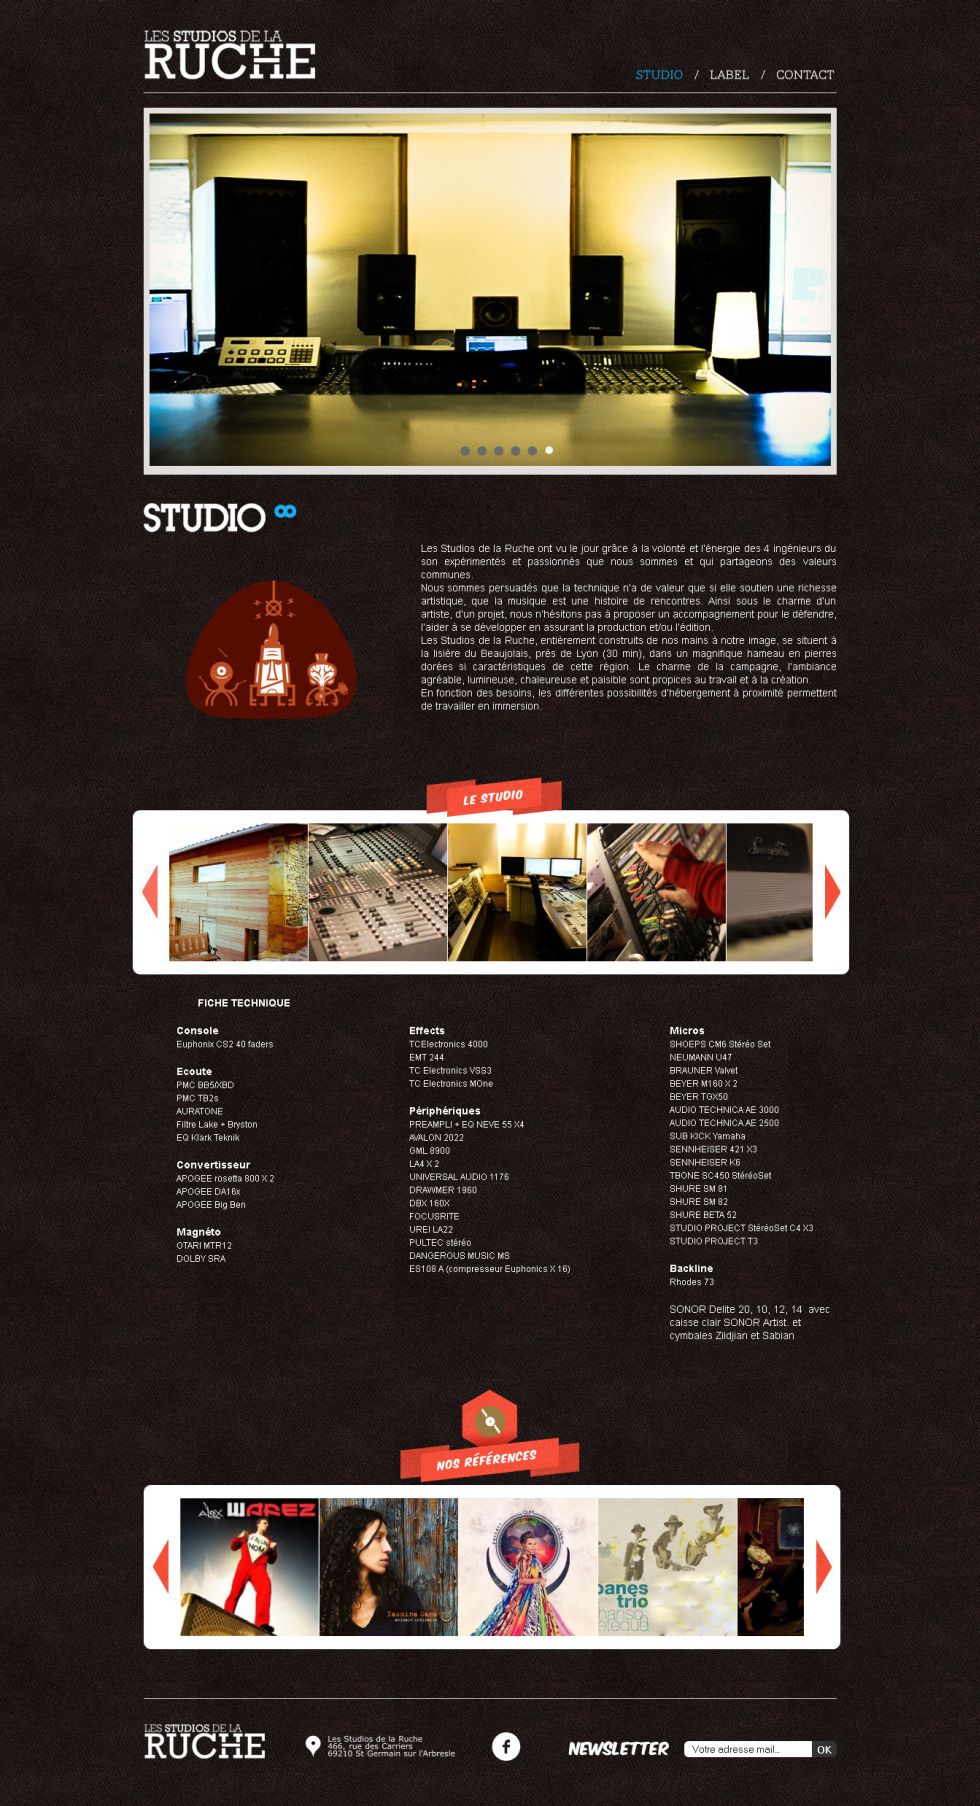 LES STUDIOS DE LA
RUCHE
STUDIO / LABEL / CONTACT
STUDIO
Les Studios de la Ruche ont vu le jour grâce à la volonté et l'énergie des 4 ingénieurs du
son expérimentés et passionnés que nous sommes et qui partageons des valeurs
communes.
Nous sommes persuadés que la technique n'a de valeur que si elle soutien une richesse
artistique, que la musique est une histoire de rencontres. Ainsi sous le charme d'un
artiste, d'un projet, nous n'hésitons pas à proposer un accompagnement pour le défendre,
l'aider à se développer en assurant la production et/ou l'édition.
Les Studios de la Ruche, entièrement construits de nos mains à notre image, se situent à
la lisière du Beaujolais, près de Lyon (30 min), dans un magnifique hameau en pierres
dorées si caractéristiques de cette région. Le charme de la campagne, l'ambiance
agréable, lumineuse, chaleureuse et paisible sont propices au travail et à la création.
En fonction des besoins, les différentes possibilités d'hébergement à proximité permettent
de travailler en immersion.
LE STUDIO
FICHE TECHNIQUE
Console
Euphonix CS2 40 faders
Ecoute
PMC BB5/XBD
PMC TB2s
AURATONE
Filtre Lake + Bryston
EQ Klark Teknik
Convertisseur
APOGEE rosetta 800 X 2
APOGEE DA16x
APOGEE Big Ben
Magnéto
OTARI MTR12
DOLBY SRA
Effects
TCElectronics 4000
EMT 244
TC Electronics VSS3
TC Electronics MOne
Périphériques
PREAMPLI + EQ NEVE 55 X4
AVALON 2022
GML 8900
LA4 X 2
UNIVERSAL AUDIO 1176
DRAWMER 1960
DBX 160X
FOCUSRITE
UREI LA22
PULTEC stéréo
DANGEROUS MUSIC MS
ES108 A (compresseur Euphonics X 16)
Micros
SHOEPS CM6 Stéréo Set
NEUMANN U47
BRAUNER Valvet
BEYER M160 X 2
BEYER TGX50
AUDIO TECHNICA AE 3000
AUDIO TECHNICA AE 2500
SUB KICK Yamaha
SENNHEISER 421 X3
SENNHEISER K6
TBONE SC450 StéréoSet
SHURE SM 81
SHURE SM 82
SHURE BETA 52
STUDIO PROJECT StéréoSet C4 X3
STUDIO PROJECT T3
Backline
Rhodes 73
SONOR Delite 20, 10, 12, 14 avec
caisse clair SONOR Artist. et
cymbales Zildjian et Sabian
NOS RÉFÉRENCES
Alex WAREZ
NOM
Yasmina Sana
panes
trio
LES STUDIOS DE LA
RUCHE
Les Studios de la Ruche
466, rue des Carriers
69210 St Germain sur l'Arbresle
f
NEWSLETTER
Votre adresse mail...
OK